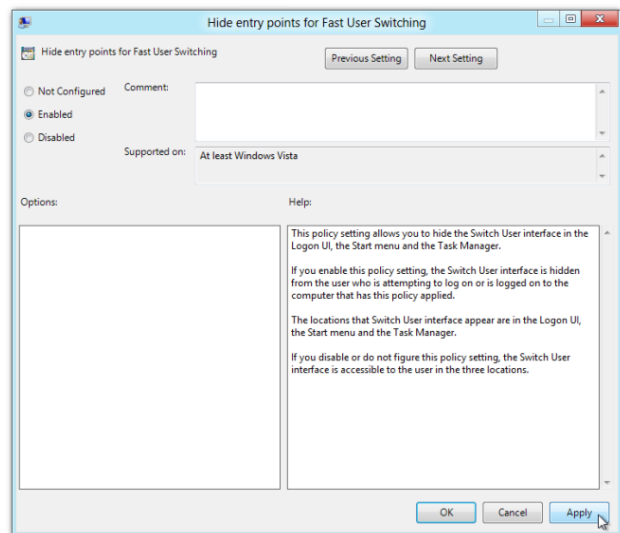 Hide entry points for Fast User Switching
Hide entry points for Fast User Switching
Previous Setting
Next Setting
Not Configured
Comment:
Enabled
Disabled
Supported on:
At least Windows Vista
Options:
Help:
This policy setting allows you to hide the Switch User interface in the
Logon UI, the Start menu and the Task Manager.
If you enable this policy setting, the Switch User interface is hidden
from the user who is attempting to log on or is logged on to the
computer that has this policy applied.
The locations that Switch User interface appear are in the Logon UI,
the Start menu and the Task Manager.
If you disable or do not figure this policy setting, the Switch User
interface is accessible to the user in the three locations.
OK
Cancel
Apply